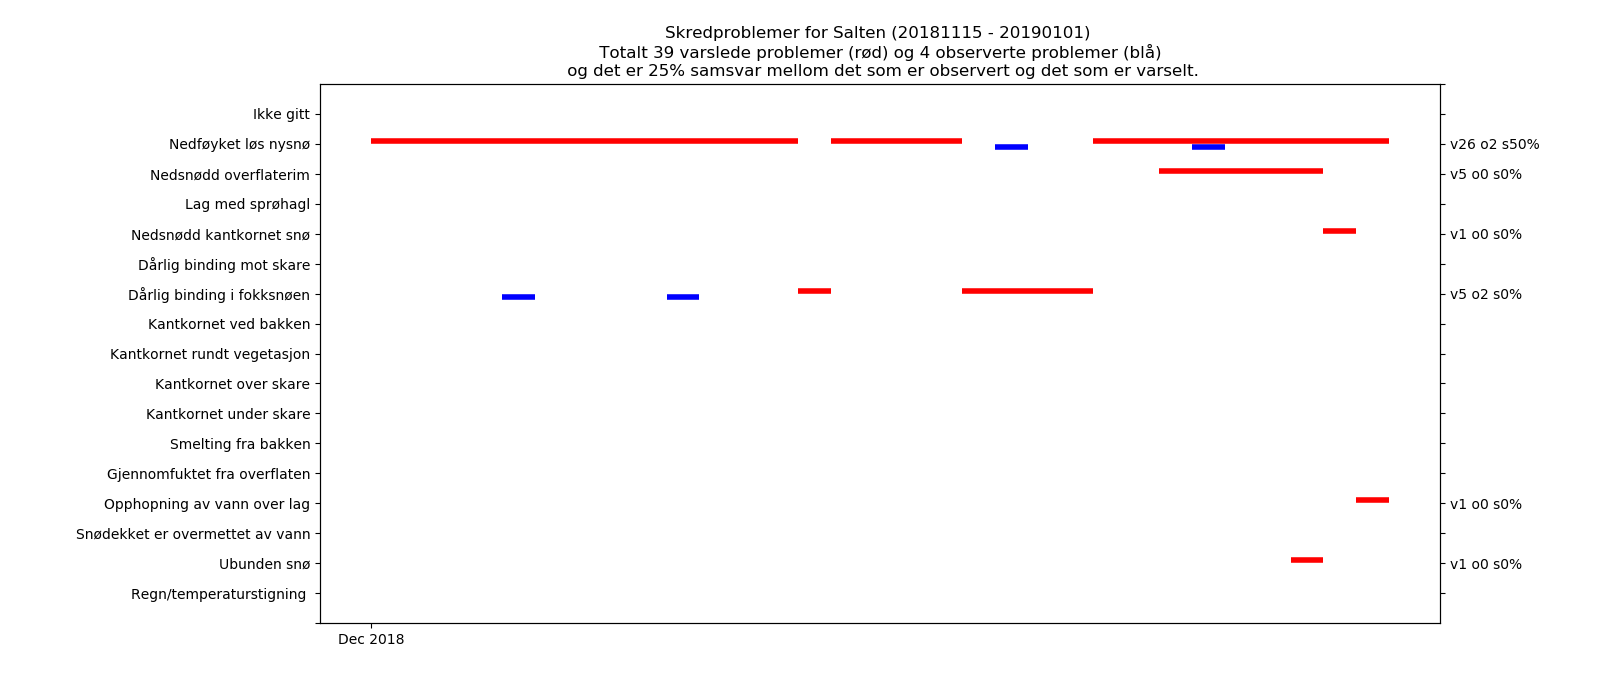 Skredproblemer for Salten (20181115 - 20190101)
Totalt 39 varslede problemer (rød) og 4 observerte problemer (blå)
og det er 25% samsvar mellom det som er observert og det som er varselt.
Ikke gitt
Nedføyket løs nysnø
v26 o2 s50%
Nedsnødd overflaterim
v5 o0 s0%
Lag med sprøhagl
Nedsnødd kantkornet snø
v1 o0 s0%
Dårlig binding mot skare
Dårlig binding i fokksnøen
v5 o2 s0%
Kantkornet ved bakken
Kantkornet rundt vegetasjon
Kantkornet over skare
Kantkornet under skare
Smelting fra bakken
Gjennomfuktet fra overflaten
Opphopning av vann over lag
v1 o0 s0%
Snødekket er overmettet av vann
Ubunden snø
v1 o0 s0%
Regn/temperaturstigning
Dec 2018